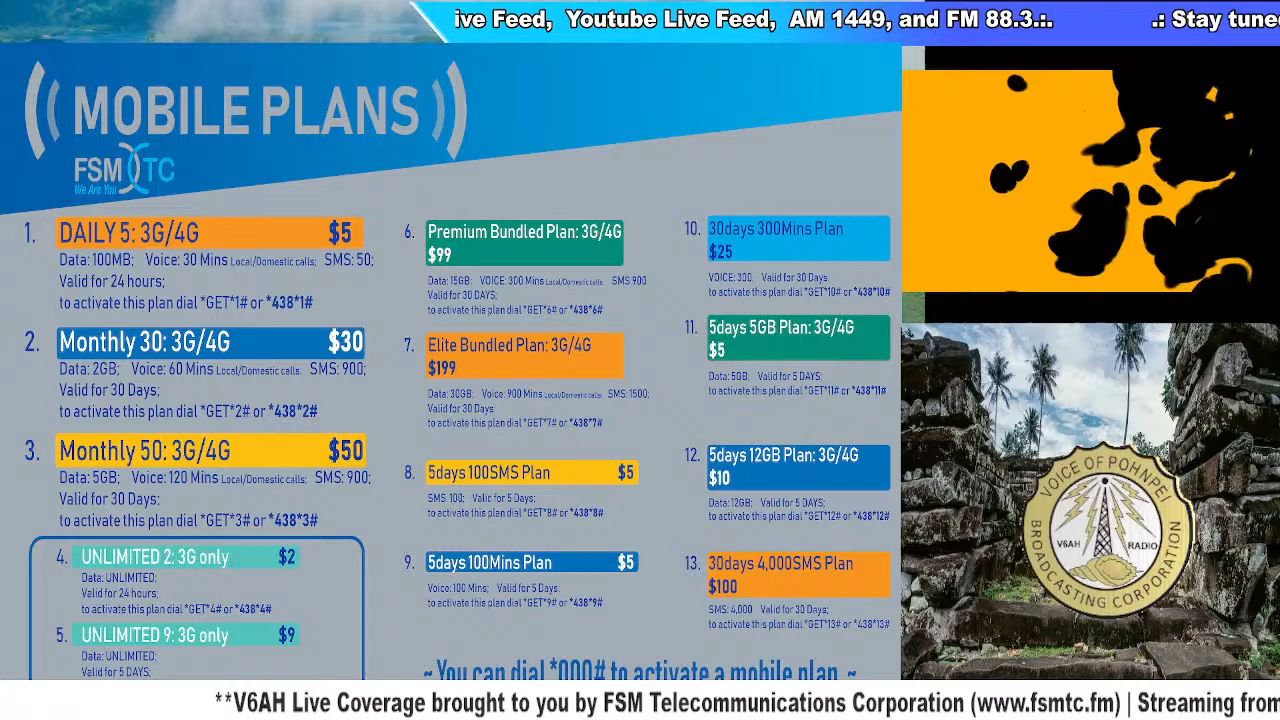 ive Feed, Youtube Live Feed, AM 1449, and FM 88.3.:. .: Stay tuned
MOBILE PLANS
FSMTC
We Are You
1. DAILY 5: 3G/4G $5
Data: 100MB; Voice: 30 Mins Local/Domestic calls; SMS: 50;
Valid for 24 hours;
to activate this plan dial *GET*1# or *438*1#
2. Monthly 30: 3G/4G $30
Data: 2GB; Voice: 60 Mins Local/Domestic calls. SMS: 900;
Valid for 30 Days;
to activate this plan dial *GET*2# or *438*2#
3. Monthly 50: 3G/4G $50
Data: 5GB; Voice: 120 Mins Local/Domestic calls; SMS: 900;
Valid for 30 Days;
to activate this plan dial *GET*3# or *438*3#
4. UNLIMITED 2: 3G only $2
Data: UNLIMITED;
Valid for 24 hours;
to activate this plan dial *GET*4# or *438*4#
5. UNLIMITED 9: 3G only $9
Data: UNLIMITED;
Valid for 5 DAYS;
6. Premium Bundled Plan: 3G/4G
$99
Data: 15GB; VOICE: 300 Mins Local/Domestic calls; SMS 900
Valid for 30 DAYS;
to activate this plan dial *GET*6# or *438*6#
7. Elite Bundled Plan: 3G/4G
$199
Data: 30GB; Voice: 900 Mins Local/Domestic calls; SMS: 1500;
Valid for 30 Days;
to activate this plan dial *GET*7# or *438*7#
8. 5days 100SMS Plan $5
SMS 100; Valid for 5 Days;
to activate this plan dial *GET*8# or *438*8#
9. 5days 100Mins Plan $5
Voice: 100 Mins; Valid for 5 Days;
to activate this plan dial *GET*9# or *438*9#
10. 30days 300Mins Plan
$25
VOICE: 300 Valid for 30 Days;
to activate this plan dial *GET*10# or *438*10#
11. 5days 5GB Plan: 3G/4G
$5
Data: 5GB; Valid for 5 DAYS;
to activate this plan dial *GET*11# or *438*11#
12. 5days 12GB Plan: 3G/4G
$10
Data: 12GB; Valid for 5 DAYS;
to activate this plan dial *GET*12# or *438*12#
13. 30days 4,000SMS Plan
$100
SMS: 4,000 Valid for 30 Days;
to activate this plan dial *GET*13# or *438*13#
~ You can dial *000# to activate a mobile plan ~
VOICE OF POHNPEI
V6AH RADIO
BROADCASTING CORPORATION
**V6AH Live Coverage brought to you by FSM Telecommunications Corporation (www.fsmtc.fm) | Streaming from